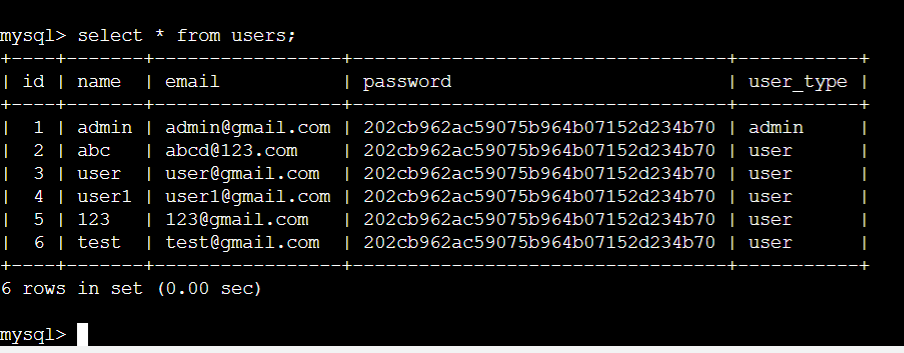 mysql> select * from users;
+----+-------+-----------------+----------------------------------+-----------+
| id | name  | email           | password                         | user_type |
+----+-------+-----------------+----------------------------------+-----------+
|  1 | admin | admin@gmail.com | 202cb962ac59075b964b07152d234b70 | admin     |
|  2 | abc   | abcd@123.com    | 202cb962ac59075b964b07152d234b70 | user      |
|  3 | user  | user@gmail.com  | 202cb962ac59075b964b07152d234b70 | user      |
|  4 | user1 | user1@gmail.com | 202cb962ac59075b964b07152d234b70 | user      |
|  5 | 123   | 123@gmail.com   | 202cb962ac59075b964b07152d234b70 | user      |
|  6 | test  | test@gmail.com  | 202cb962ac59075b964b07152d234b70 | user      |
+----+-------+-----------------+----------------------------------+-----------+
6 rows in set (0.00 sec)
mysql>